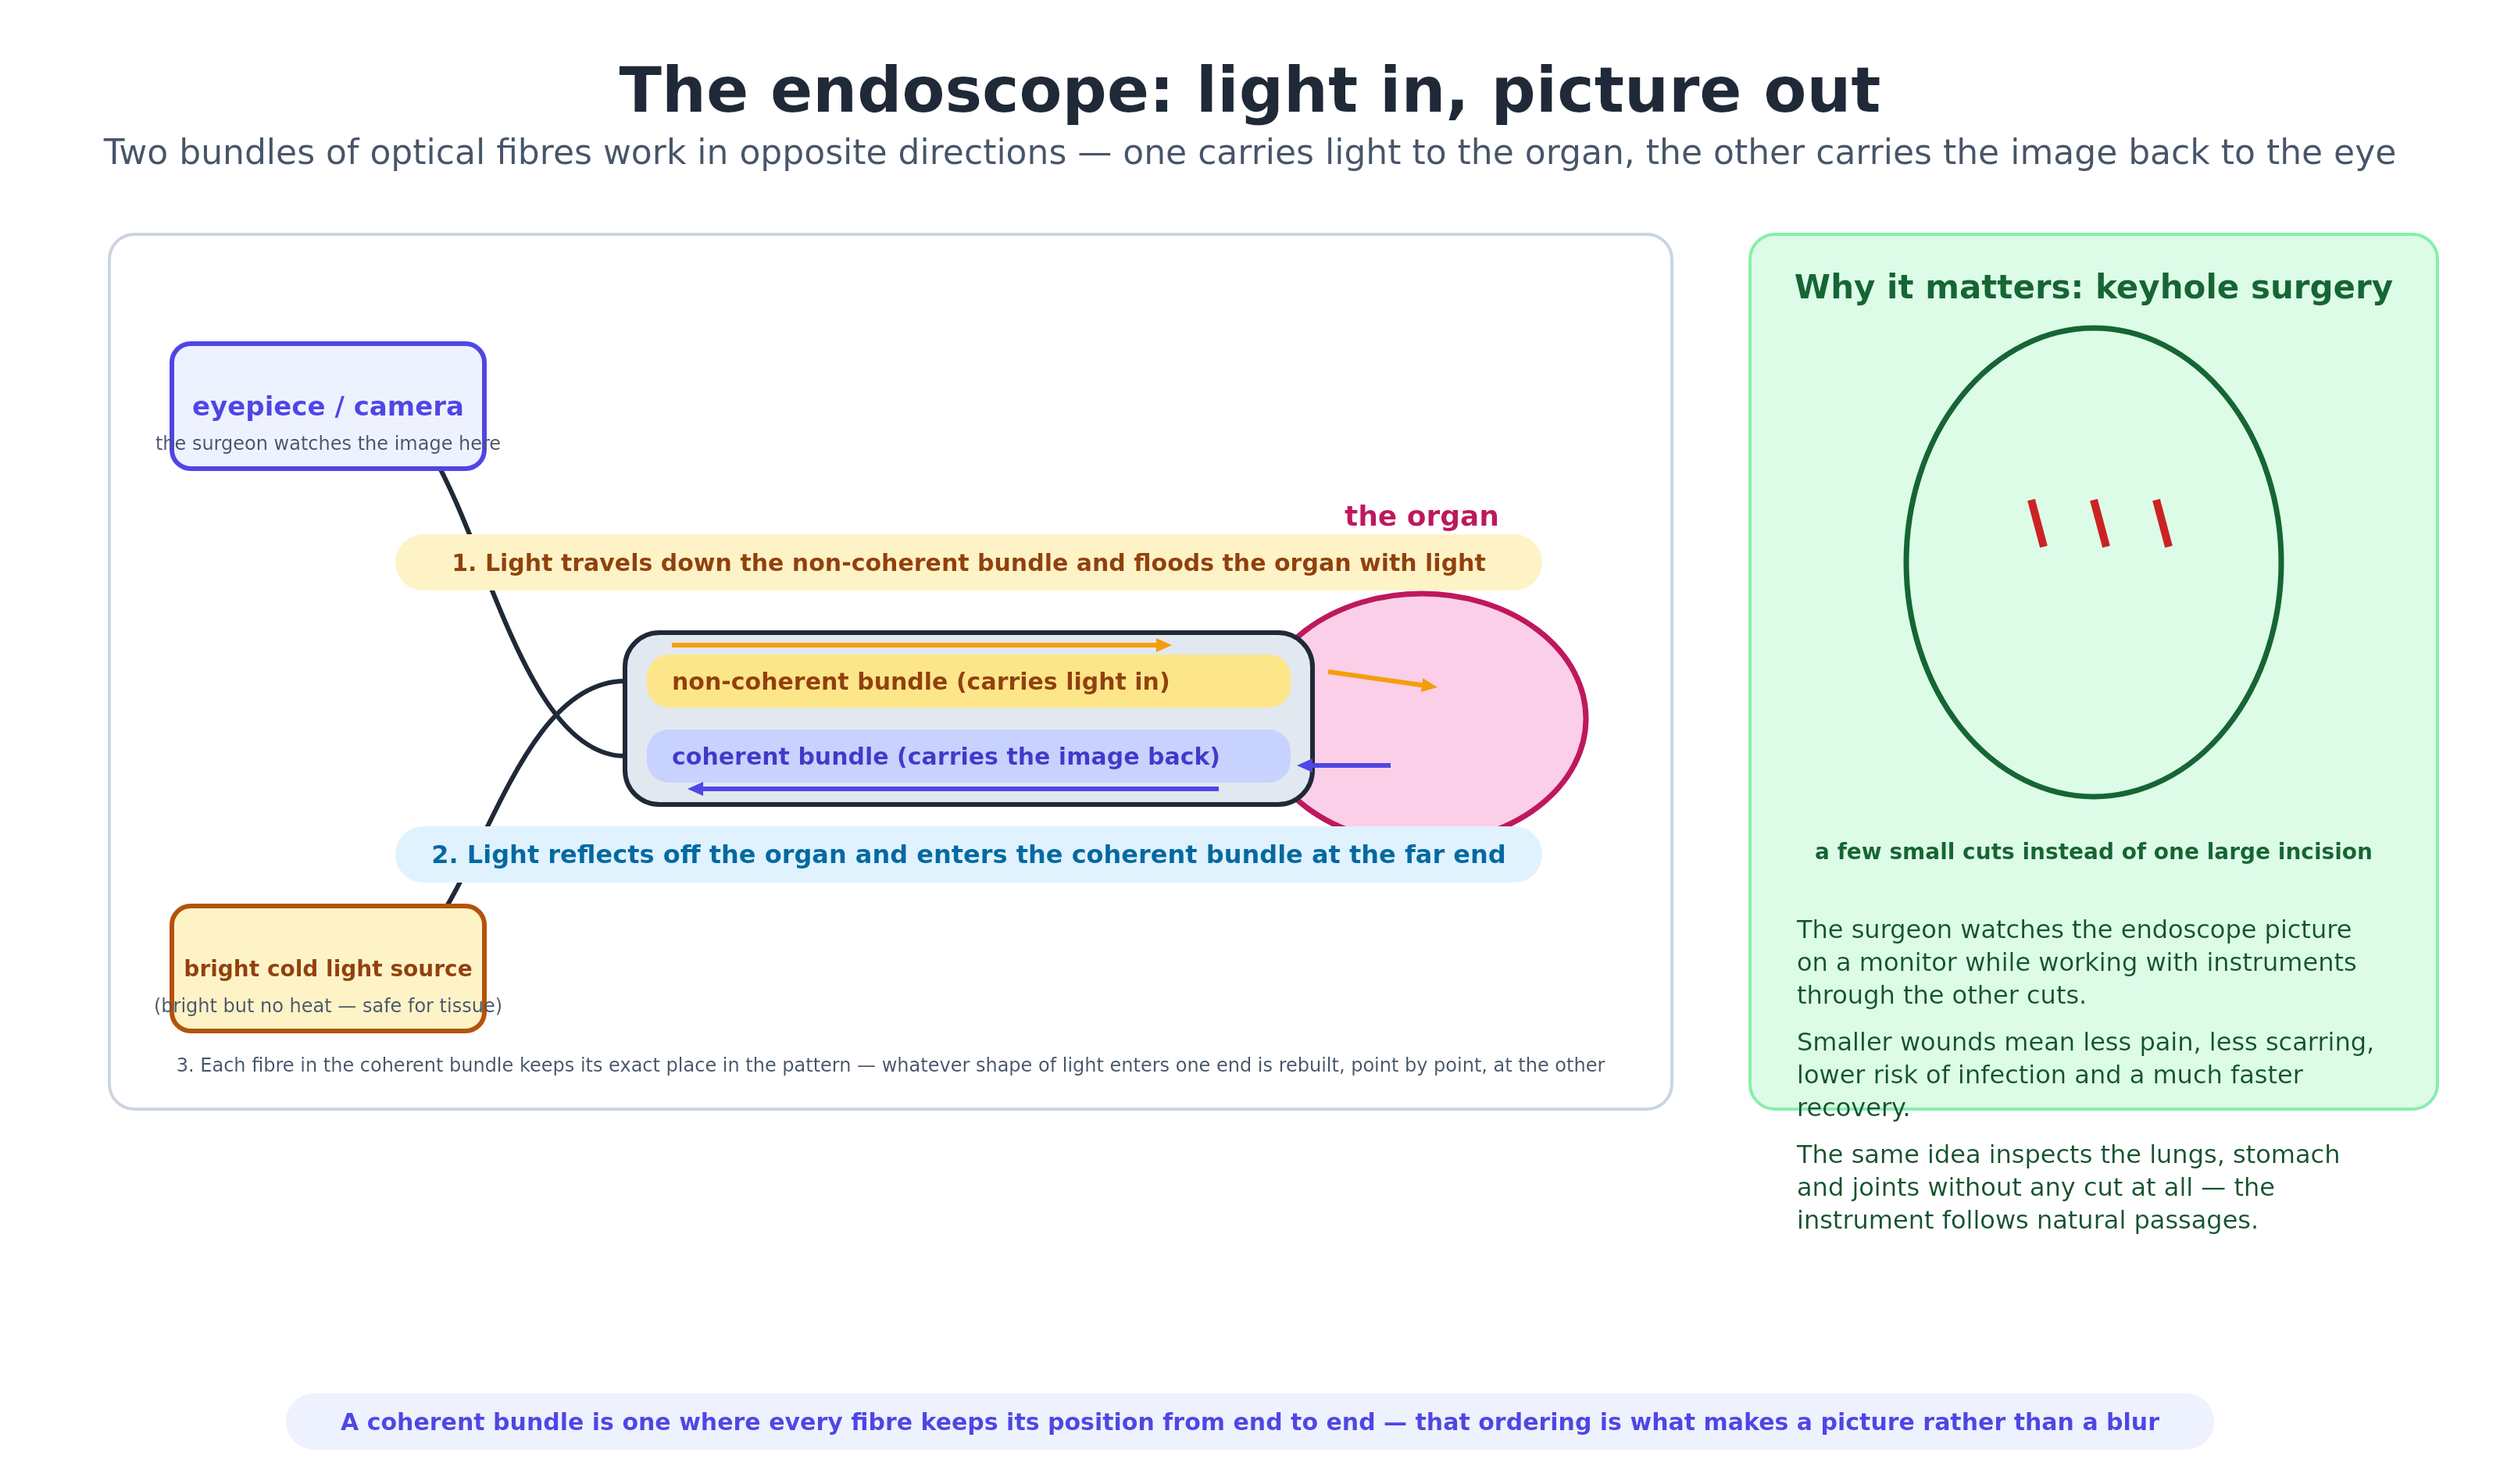 The endoscope: light in, picture out
Two bundles of optical fibres work in opposite directions — one carries light to the organ, the other carries the image back to the eye
eyepiece / camera
the surgeon watches the image here
the organ
1. Light travels down the non-coherent bundle and floods the organ with light
non-coherent bundle (carries light in)
coherent bundle (carries the image back)
2. Light reflects off the organ and enters the coherent bundle at the far end
bright cold light source
(bright but no heat — safe for tissue)
3. Each fibre in the coherent bundle keeps its exact place in the pattern — whatever shape of light enters one end is rebuilt, point by point, at the other
Why it matters: keyhole surgery
a few small cuts instead of one large incision
The surgeon watches the endoscope picture
on a monitor while working with instruments
through the other cuts.
Smaller wounds mean less pain, less scarring,
lower risk of infection and a much faster
recovery.
The same idea inspects the lungs, stomach
and joints without any cut at all — the
instrument follows natural passages.
A coherent bundle is one where every fibre keeps its position from end to end — that ordering is what makes a picture rather than a blur